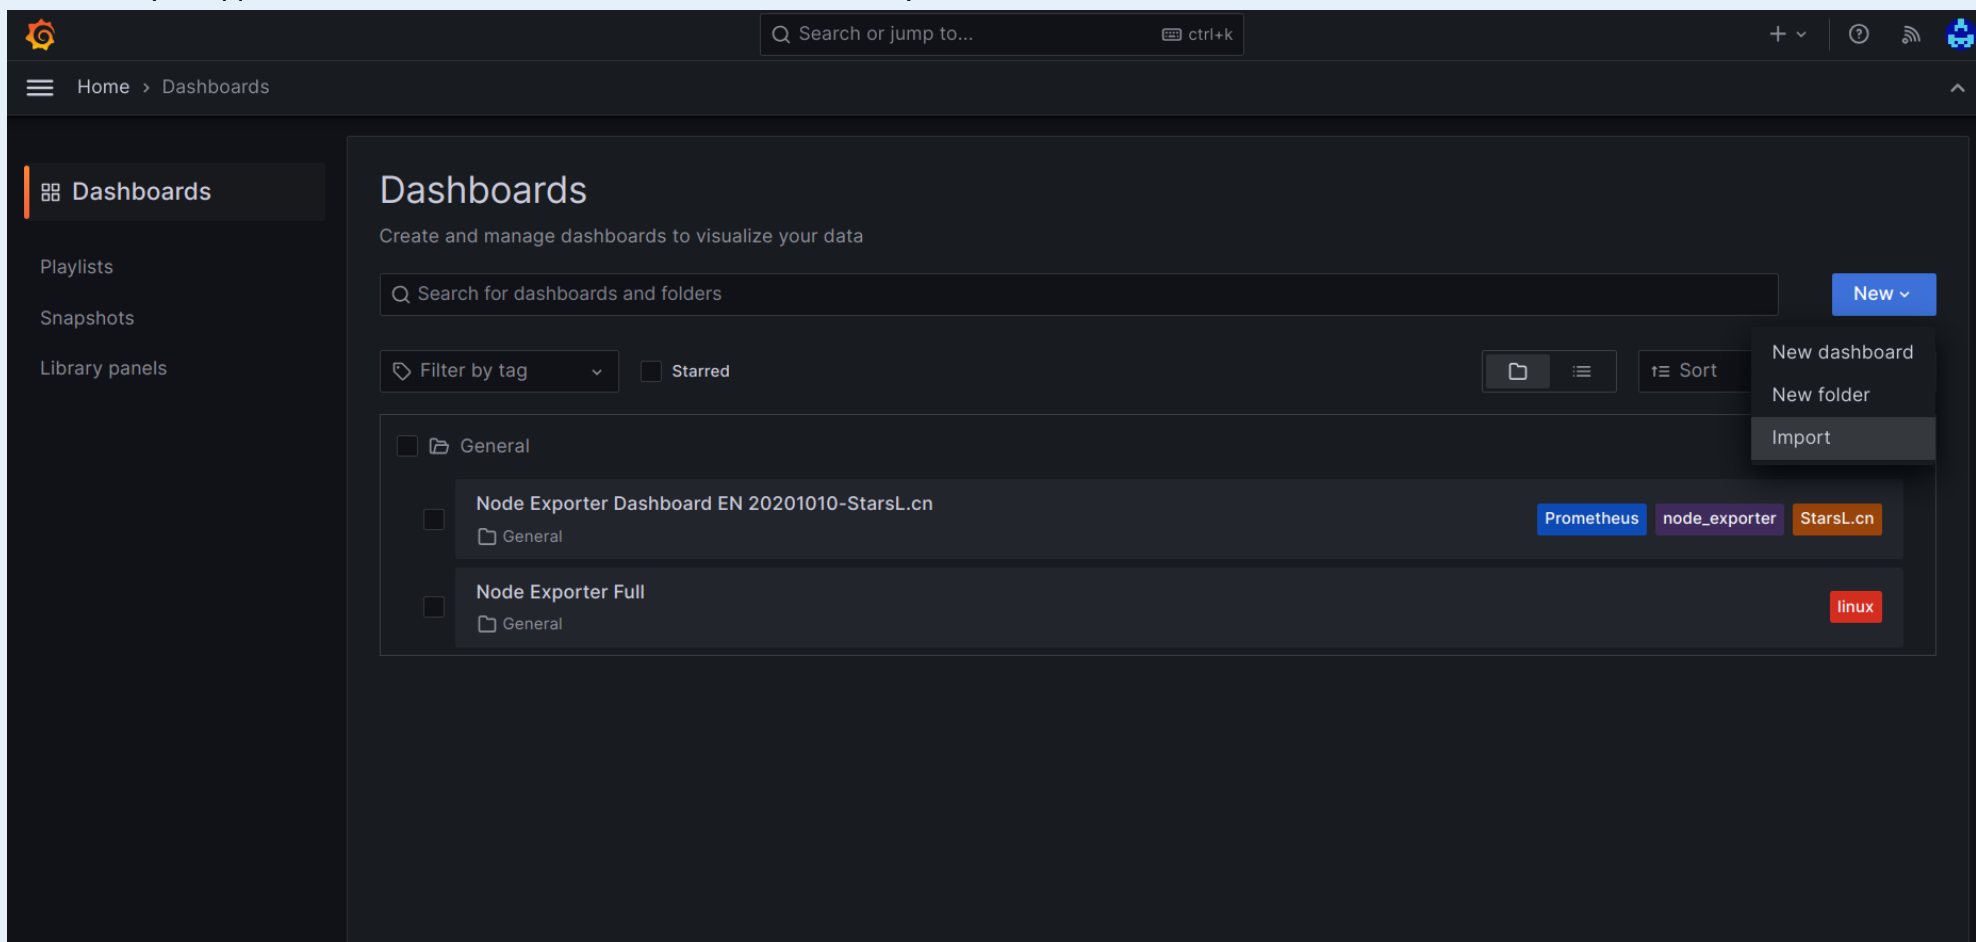 Search or jump to...
ctrl+k
Home › Dashboards
Dashboards
Playlists
Snapshots
Library panels
Dashboards
Create and manage dashboards to visualize your data
Search for dashboards and folders
New
New dashboard
New folder
Import
Filter by tag
Starred
Sort
General
Node Exporter Dashboard EN 20201010-StarsL.cn
General
Prometheus
node_exporter
StarsL.cn
Node Exporter Full
General
linux